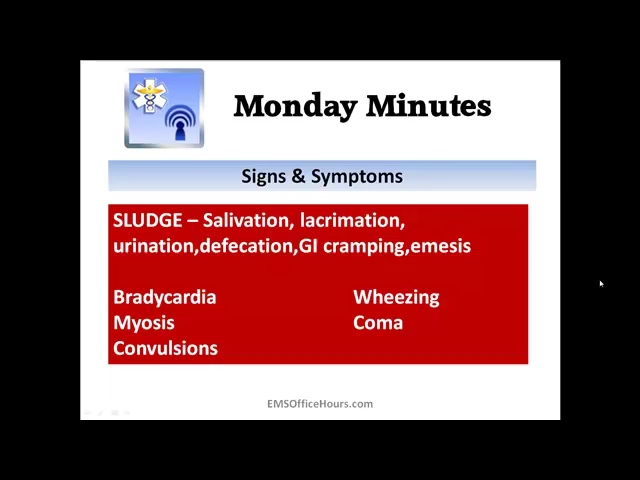 Monday Minutes
Signs & Symptoms
SLUDGE – Salivation, lacrimation,
urination,defecation,GI cramping,emesis
Bradycardia Wheezing
Myosis Coma
Convulsions
EMSOfficeHours.com